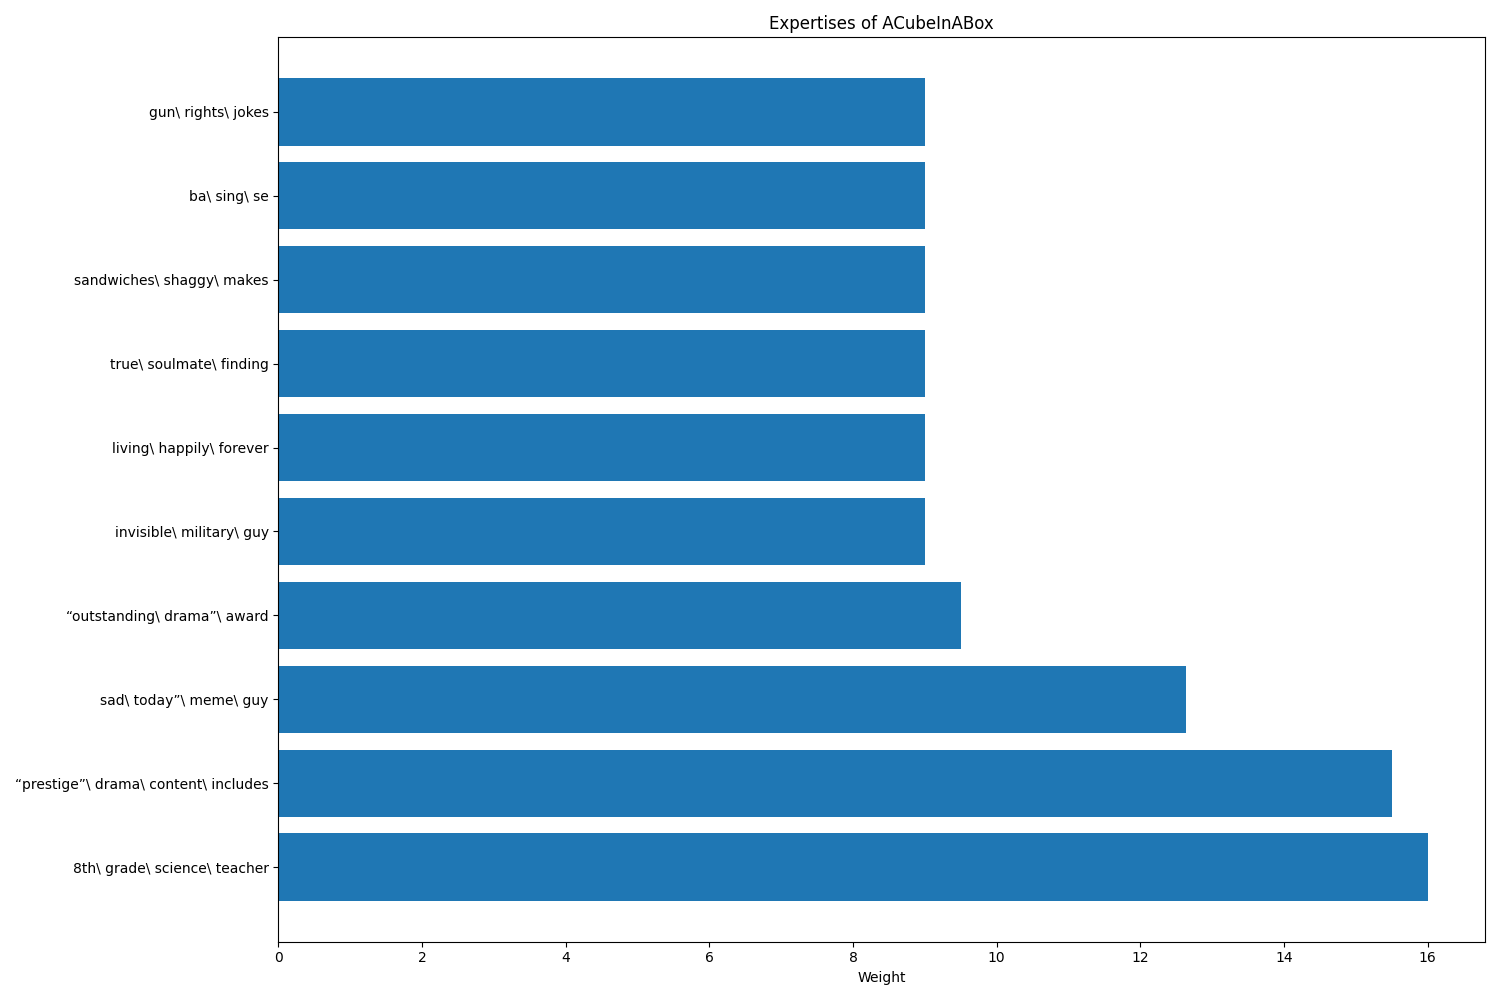 Expertises of ACubeInABox
gun\ rights\ jokes
ba\ sing\ se
sandwiches\ shaggy\ makes
true\ soulmate\ finding
living\ happily\ forever
invisible\ military\ guy
“outstanding\ drama”\ award
sad\ today”\ meme\ guy
“prestige”\ drama\ content\ includes
8th\ grade\ science\ teacher
0 2 4 6 8 10 12 14 16
Weight